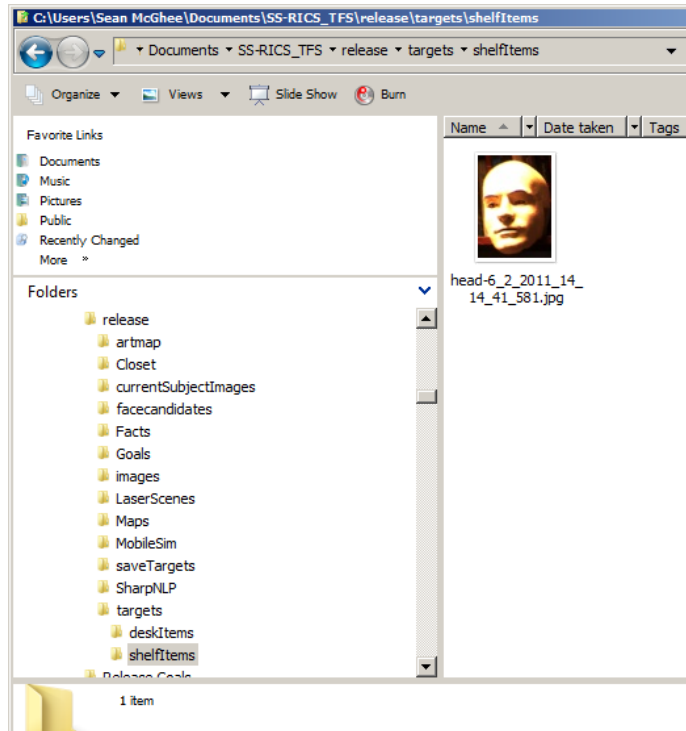 C:\Users\Sean McGhee\Documents\SS-RICS_TFS\release\targets\shelfItems
Documents SS-RICS_TFS release targets shelfItems
Organize Views Slide Show Burn
Favorite Links
Documents
Music
Pictures
Public
Recently Changed
More »
Folders
release
artmap
Closet
currentSubjectImages
facecandidates
Facts
Goals
images
LaserScenes
Maps
MobileSim
saveTargets
SharpNLP
targets
deskItems
shelfItems
Release Goals
Name Date taken Tags
head-6_2_2011_14_
14_41_581.jpg
1 item